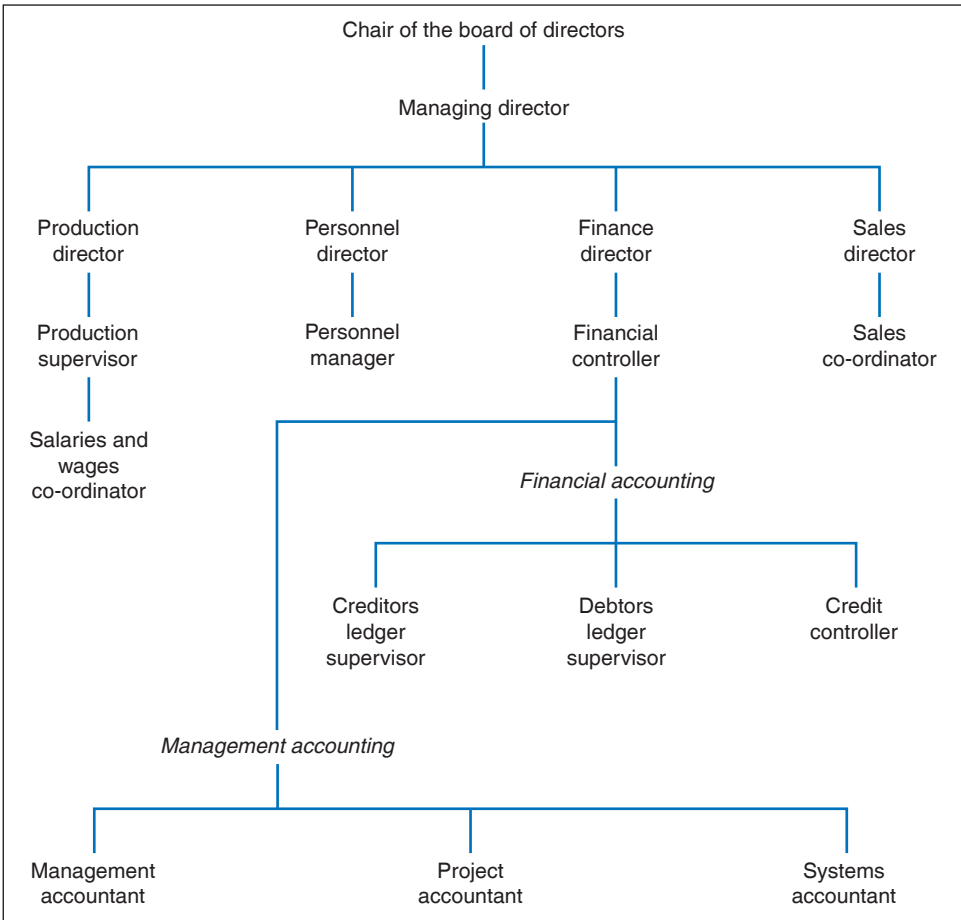 Chair of the board of directors
Managing director
Production
director
Personnel
director
Finance
director
Sales
director
Production
supervisor
Personnel
manager
Financial
controller
Sales
co-ordinator
Salaries and
wages
co-ordinator
Financial accounting
Creditors
ledger
supervisor
Debtors
ledger
supervisor
Credit
controller
Management accounting
Management
accountant
Project
accountant
Systems
accountant